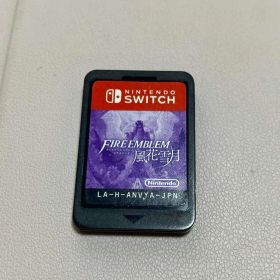 NINTENDO
SWITCH
FIRE EMBLEM
風花雪月
Nintendo
LA-H-ANVYA-JPN